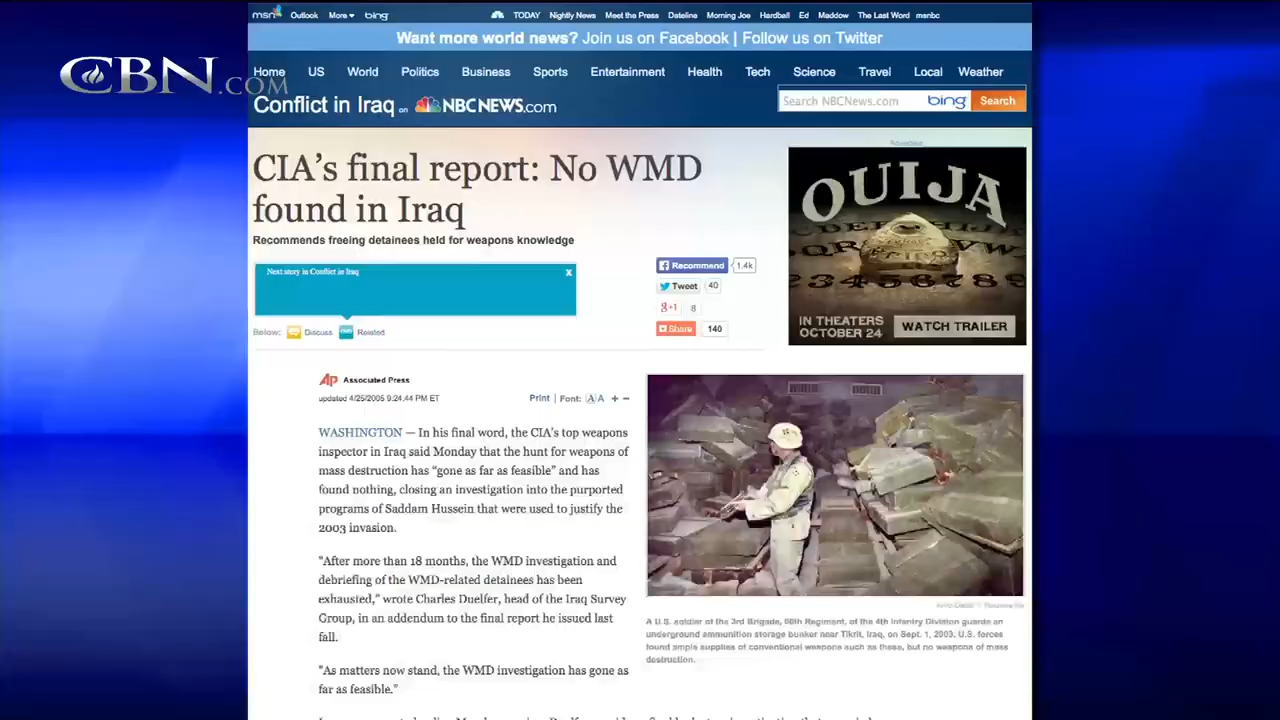 msn Outlook More bing TODAY Nightly News Meet the Press Dateline Morning Joe Hardball Ed Maddow The Last Word msnbc
Want more world news? Join us on Facebook | Follow us on Twitter
CBN.COM
Home US World Politics Business Sports Entertainment Health Tech Science Travel Local Weather
Conflict in Iraq on NBCNEWS.com
Search NBCNews.com bing Search
CIA's final report: No WMD
found in Iraq
Recommends freeing detainees held for weapons knowledge
Next story in Conflict in Iraq x
Below: Discuss Related
Recommend 1.4k
Tweet 40
g+1 8
Share 140
Advertise
OUIJA
IN THEATERS
OCTOBER 24
WATCH TRAILER
AP Associated Press
updated 4/25/2005 9:24:44 PM ET
Print | Font: A A + –
WASHINGTON — In his final word, the CIA's top weapons
inspector in Iraq said Monday that the hunt for weapons of
mass destruction has "gone as far as feasible" and has
found nothing, closing an investigation into the purported
programs of Saddam Hussein that were used to justify the
2003 invasion.
"After more than 18 months, the WMD investigation and
debriefing of the WMD-related detainees has been
exhausted," wrote Charles Duelfer, head of the Iraq Survey
Group, in an addendum to the final report he issued last
fall.
"As matters now stand, the WMD investigation has gone as
far as feasible."
A U.S. soldier of the 3rd Brigade, 66th Regiment, of the 4th Infantry Division guards an
underground ammunition storage bunker near Tikrit, Iraq, on Sept. 1, 2003. U.S. forces
found ample supplies of conventional weapons such as these, but no weapons of mass
destruction.